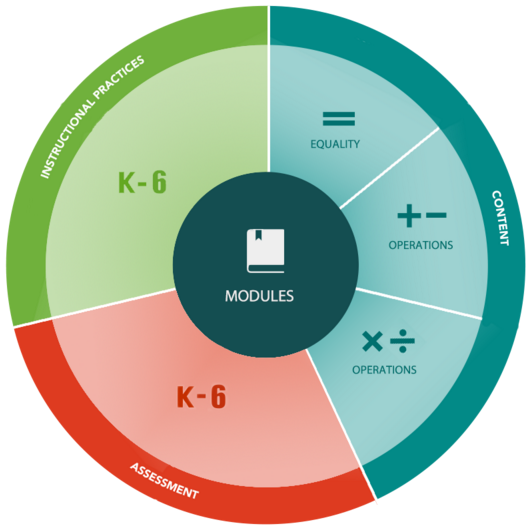 INSTRUCTIONAL PRACTICES
K-6
=
EQUALITY
+ −
OPERATIONS
CONTENT
MODULES
× ÷
OPERATIONS
K-6
ASSESSMENT